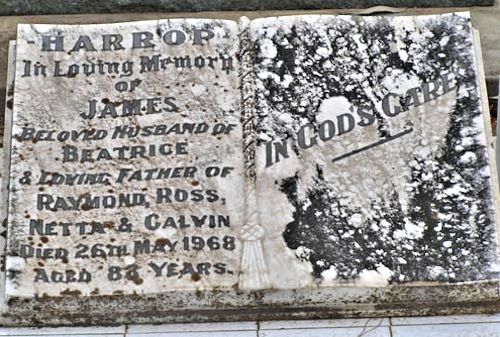 HARROP
In Loving Memory
OF
JAMES
BELOVED HUSBAND OF
BEATRICE
& LOVING FATHER OF
RAYMOND, ROSS,
NETTA & CALVIN
DIED 26TH MAY 1968
AGED YEARS.
IN GOD'S CARE